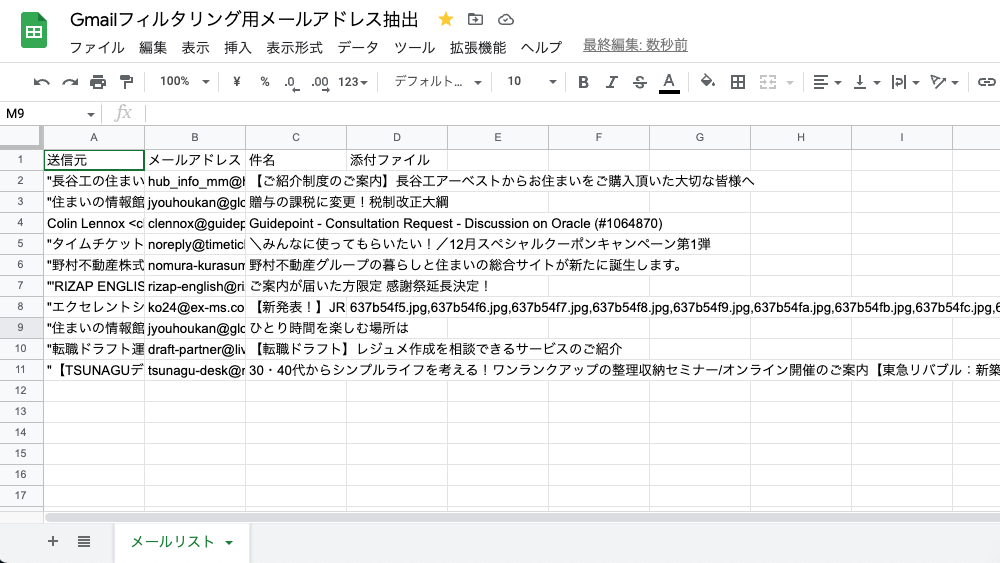 Gmailフィルタリング用メールアドレス抽出
ファイル 編集 表示 挿入 表示形式 データ ツール 拡張機能 ヘルプ 最終編集: 数秒前
100% ¥ % .0 .00 123 デフォルト... 10 B I S A
M9 fx
A B C D E F G H I
1 送信元 メールアドレス 件名 添付ファイル
2 "長谷工の住まい hub_info_mm@h 【ご紹介制度のご案内】長谷工アーベストからお住まいをご購入頂いた大切な皆様へ
3 "住まいの情報館 jyouhoukan@glo 贈与の課税に変更！税制改正大綱
4 Colin Lennox <c clennox@guidep Guidepoint - Consultation Request - Discussion on Oracle (#1064870)
5 "タイムチケット noreply@timetic ＼みんなに使ってもらいたい！／12月スペシャルクーポンキャンペーン第1弾
6 "野村不動産株式 nomura-kurasum 野村不動産グループの暮らしと住まいの総合サイトが新たに誕生します。
7 "'RIZAP ENGLIS rizap-english@ri ご案内が届いた方限定 感謝祭延長決定！
8 "エクセレントシ ko24@ex-ms.co 【新発表！】JR 637b54f5.jpg,637b54f6.jpg,637b54f7.jpg,637b54f8.jpg,637b54f9.jpg,637b54fa.jpg,637b54fb.jpg,637b54fc.jpg,6
9 "住まいの情報館 jyouhoukan@glo ひとり時間を楽しむ場所は
10 "転職ドラフト運 draft-partner@liv 【転職ドラフト】レジュメ作成を相談できるサービスのご紹介
11 "【TSUNAGUデ tsunagu-desk@r 30・40代からシンプルライフを考える！ワンランクアップの整理収納セミナー/オンライン開催のご案内【東急リバブル：新築
12
13
14
15
16
17
+ メールリスト